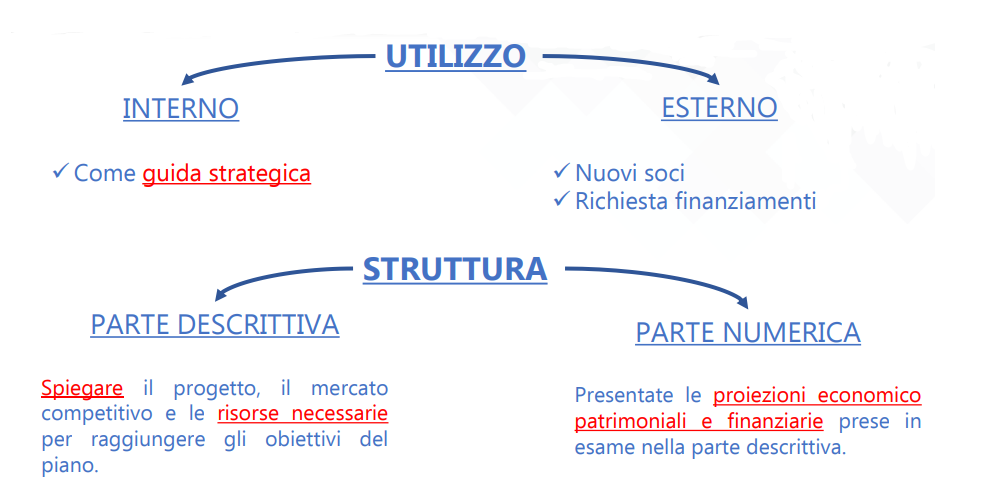 UTILIZZO
INTERNO
ESTERNO
✓ Come guida strategica
✓ Nuovi soci
✓ Richiesta finanziamenti
STRUTTURA
PARTE DESCRITTIVA
PARTE NUMERICA
Spiegare il progetto, il mercato
competitivo e le risorse necessarie
per raggiungere gli obiettivi del
piano.
Presentate le proiezioni economico
patrimoniali e finanziarie prese in
esame nella parte descrittiva.